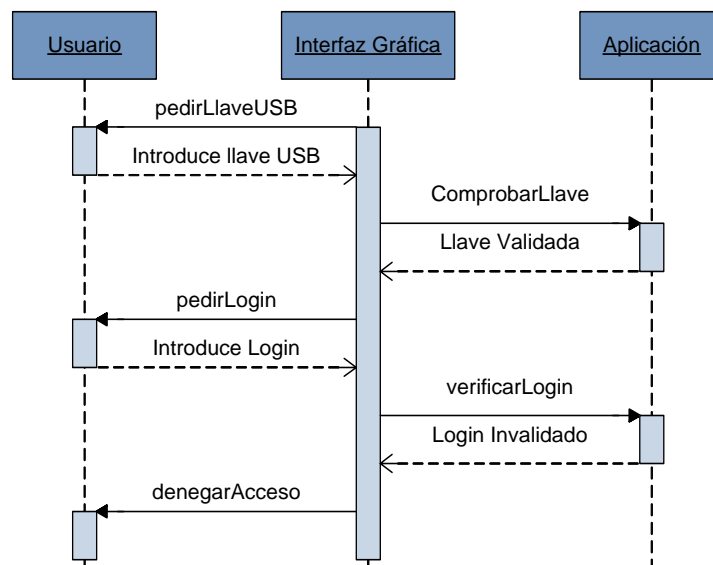 Usuario
Interfaz Gráfica
Aplicación
pedirLlaveUSB
Introduce llave USB
ComprobarLlave
Llave Validada
pedirLogin
Introduce Login
verificarLogin
Login Invalidado
denegarAcceso